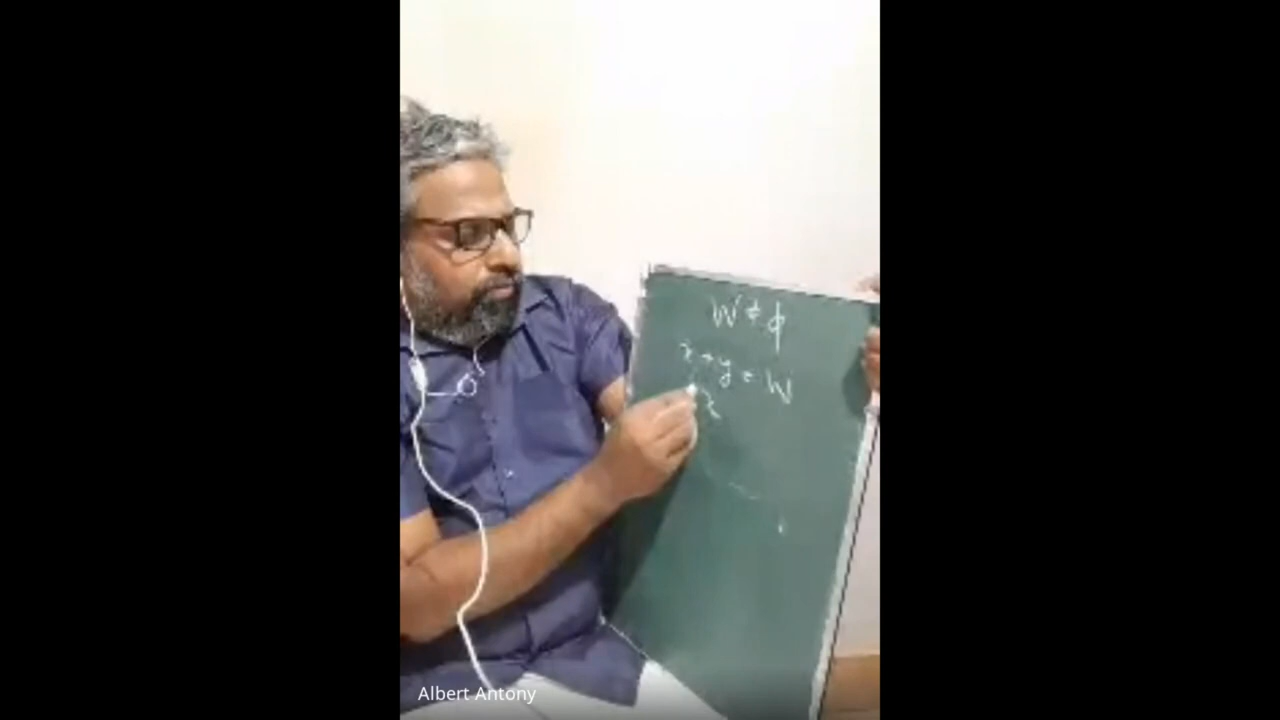 W ≠ ϕ
x + y ∈ W
Albert Antony